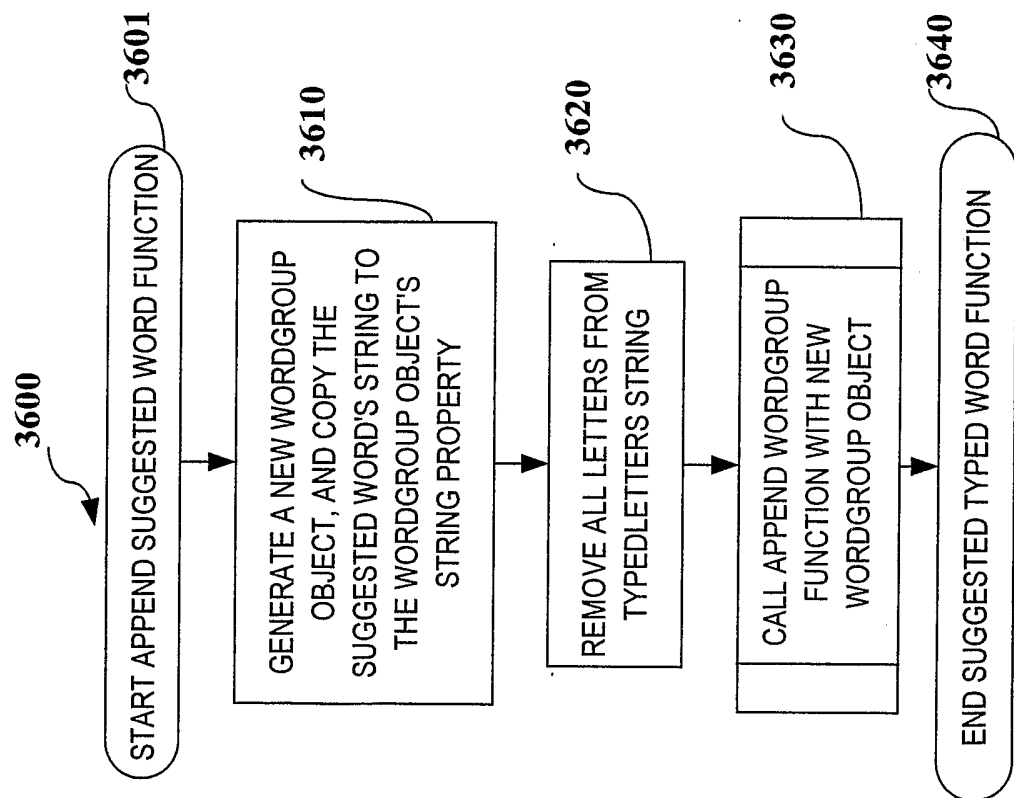 3600
START APPEND SUGGESTED WORD FUNCTION
3601
GENERATE A NEW WORDGROUP
OBJECT, AND COPY THE
SUGGESTED WORD'S STRING TO
THE WORDGROUP OBJECT'S
STRING PROPERTY
3610
REMOVE ALL LETTERS FROM
TYPEDLETTERS STRING
3620
CALL APPEND WORDGROUP
FUNCTION WITH NEW
WORDGROUP OBJECT
3630
END SUGGESTED TYPED WORD FUNCTION
3640